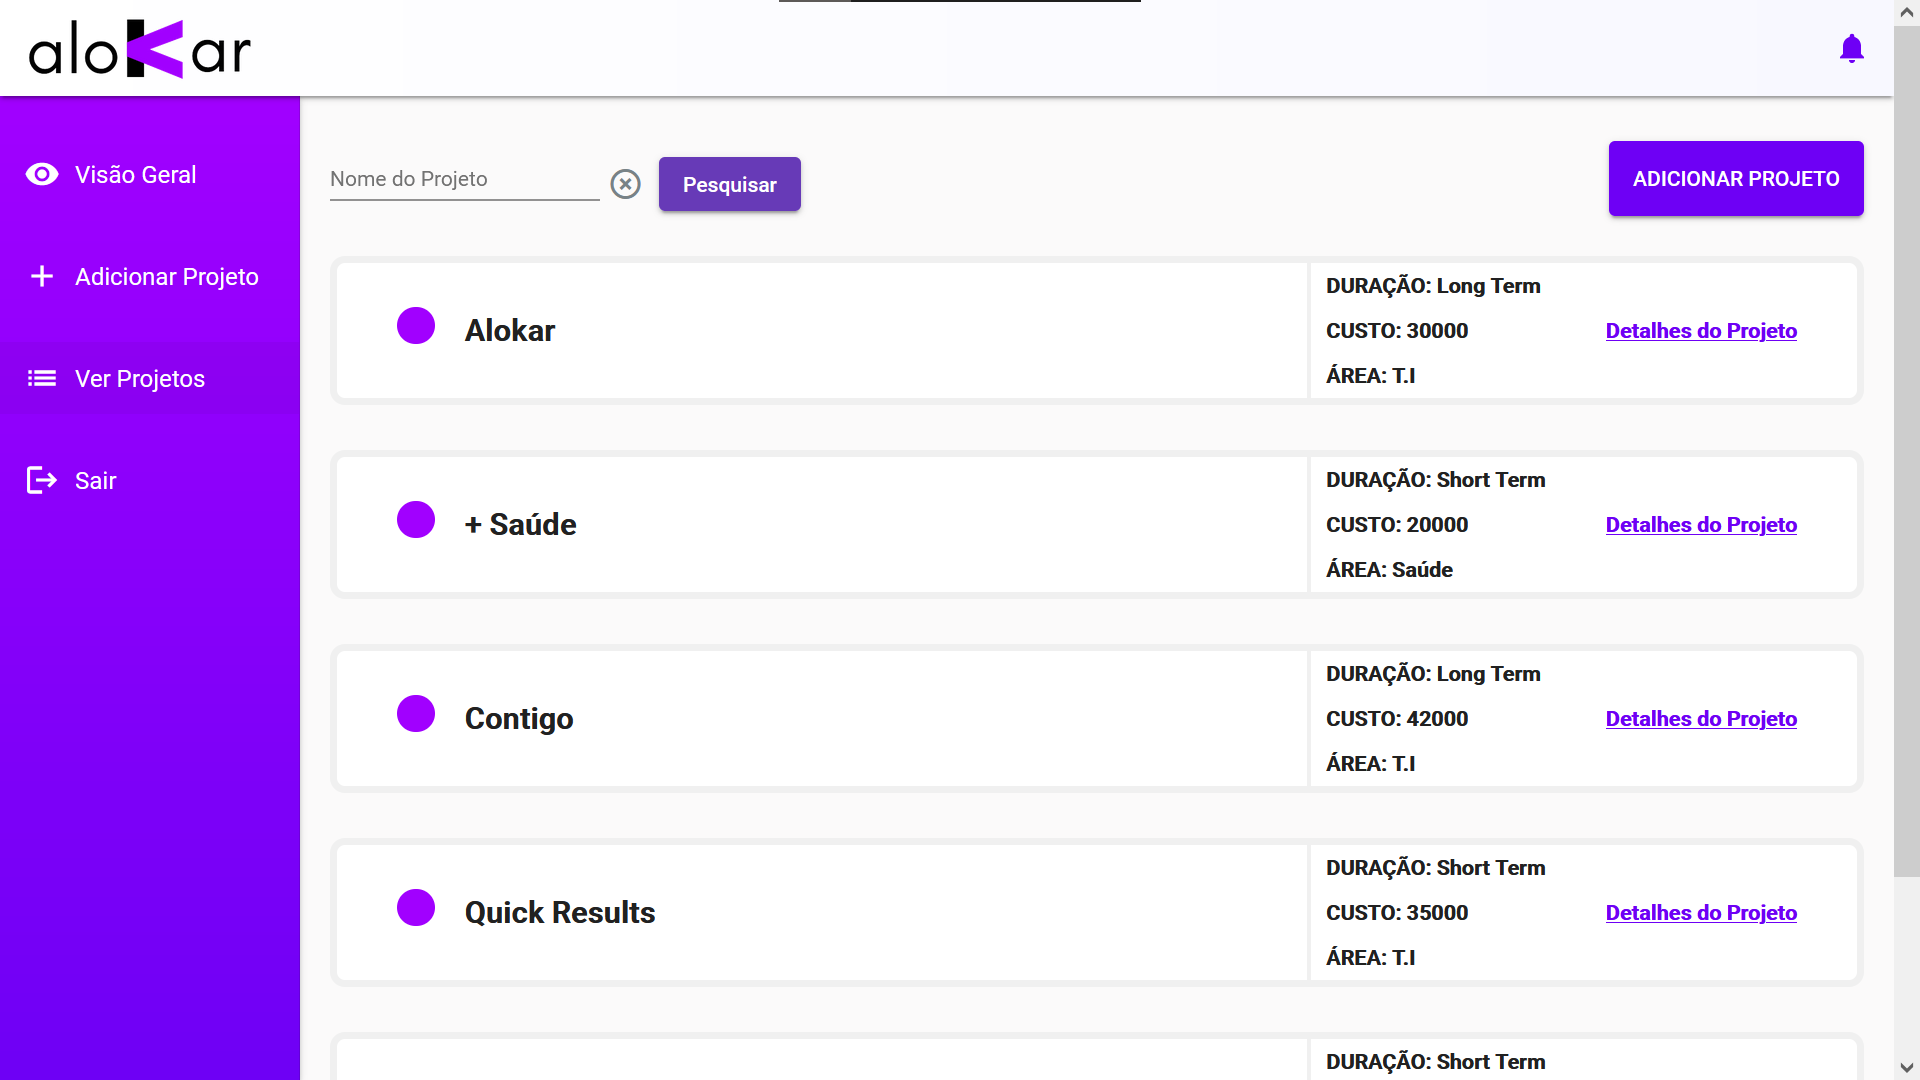 aloKar
Visão Geral
Adicionar Projeto
Ver Projetos
Sair
Nome do Projeto
Pesquisar
ADICIONAR PROJETO
Alokar
DURAÇÃO: Long Term
CUSTO: 30000
Detalhes do Projeto
ÁREA: T.I
+ Saúde
DURAÇÃO: Short Term
CUSTO: 20000
Detalhes do Projeto
ÁREA: Saúde
Contigo
DURAÇÃO: Long Term
CUSTO: 42000
Detalhes do Projeto
ÁREA: T.I
Quick Results
DURAÇÃO: Short Term
CUSTO: 35000
Detalhes do Projeto
ÁREA: T.I
DURAÇÃO: Short Term